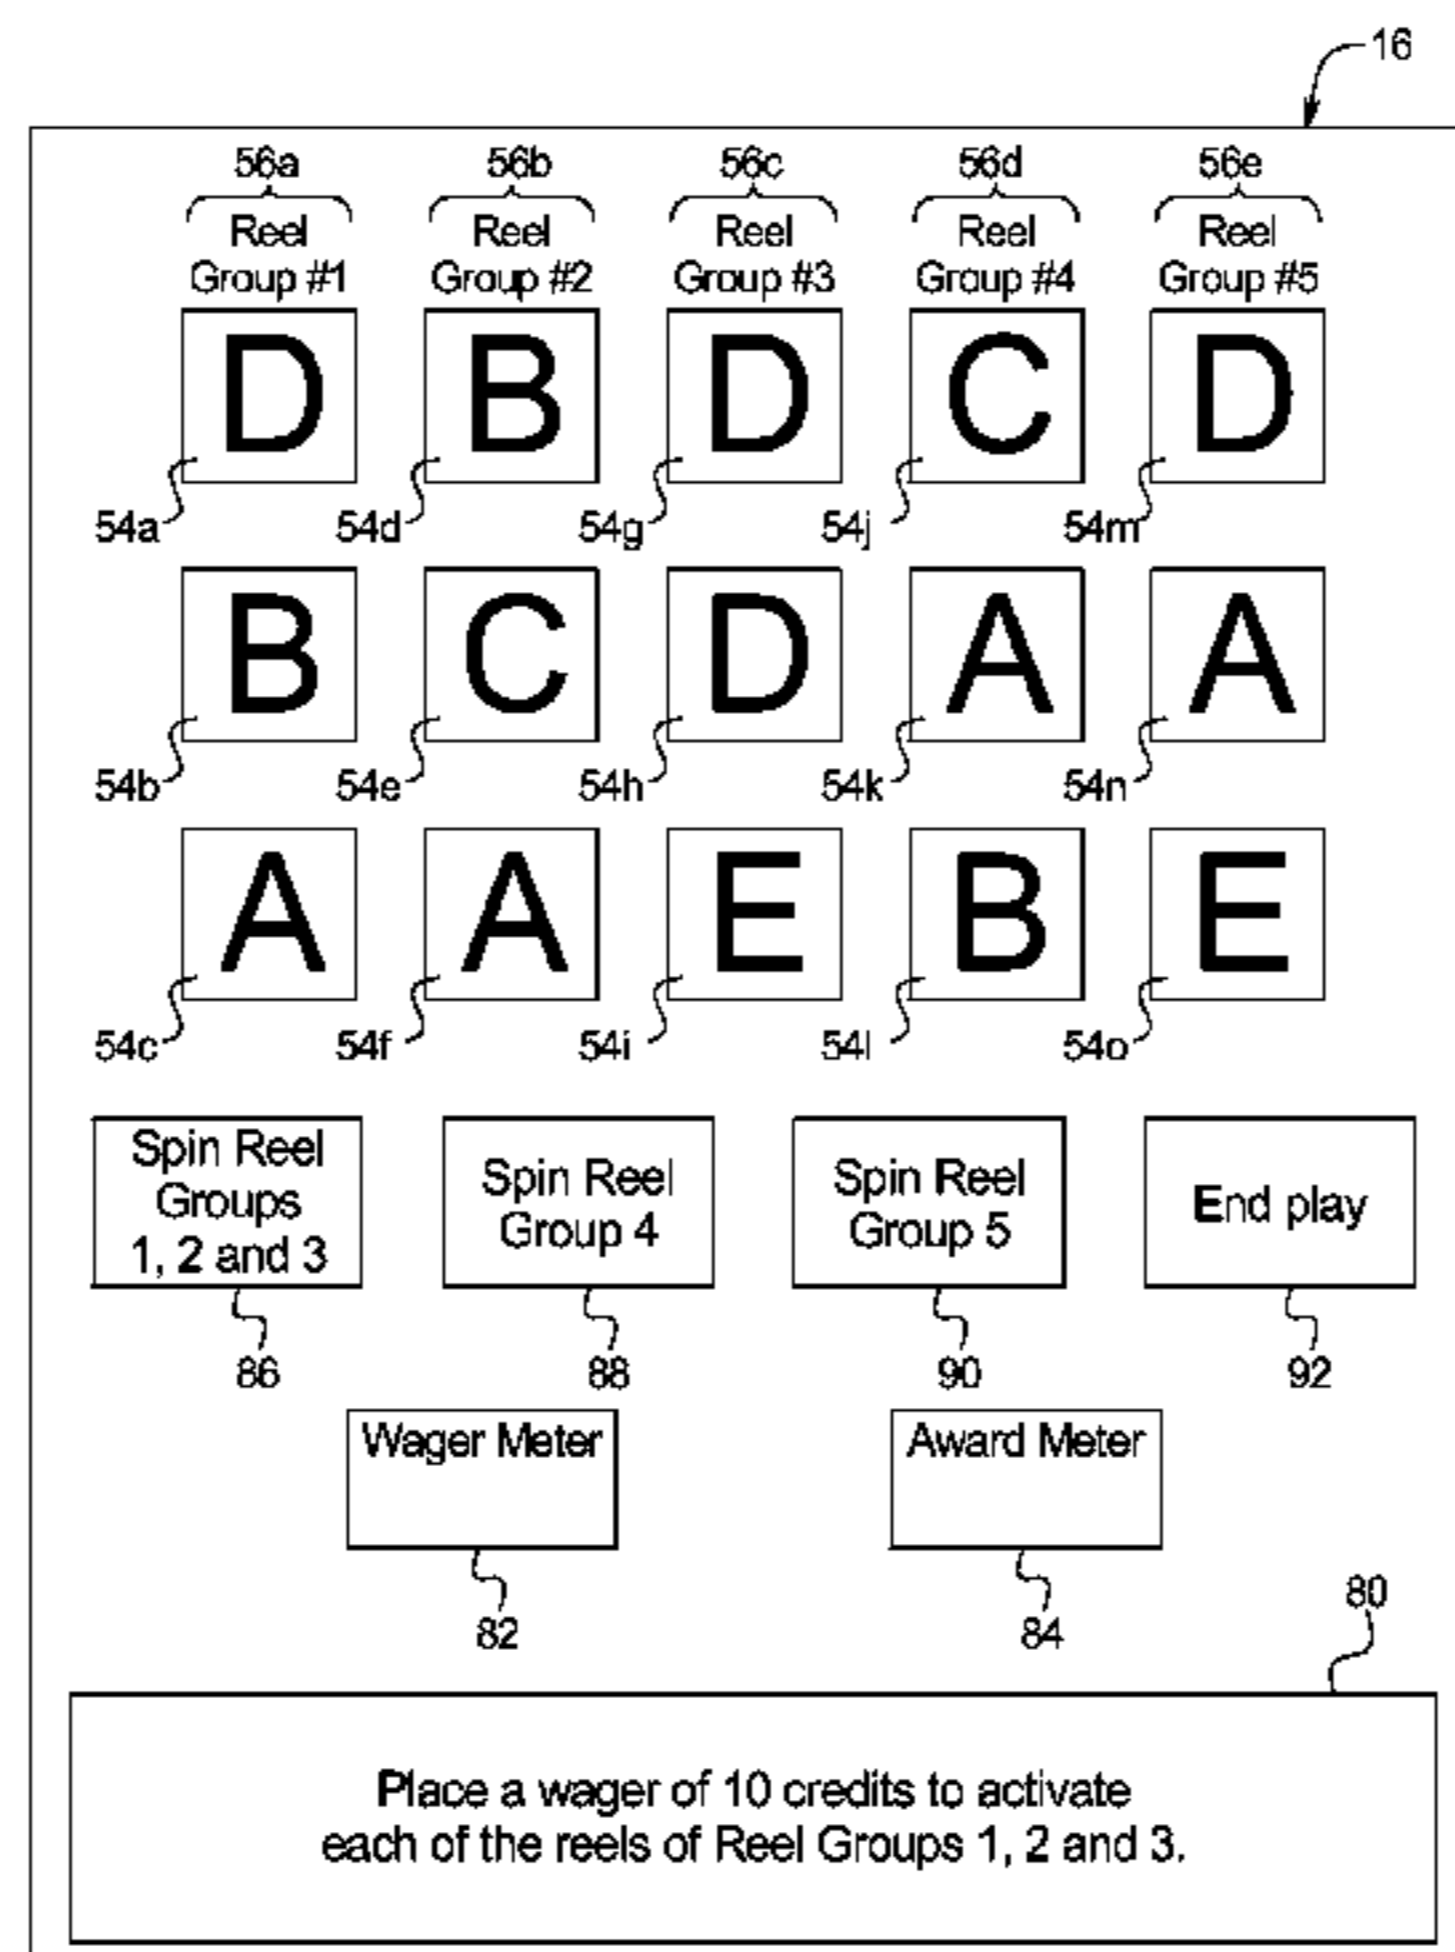 16
56a 56b 56c 56d 56e
Reel Reel Reel Reel Reel
Group #1 Group #2 Group #3 Group #4 Group #5
D B D C D
54a 54d 54g 54j 54m
B C D A A
54b 54e 54h 54k 54n
A A E B E
54c 54f 54i 54l 54o
Spin Reel
Groups
1, 2 and 3
Spin Reel
Group 4
Spin Reel
Group 5
End play
86 88 90 92
Wager Meter Award Meter
82 84
80
Place a wager of 10 credits to activate
each of the reels of Reel Groups 1, 2 and 3.